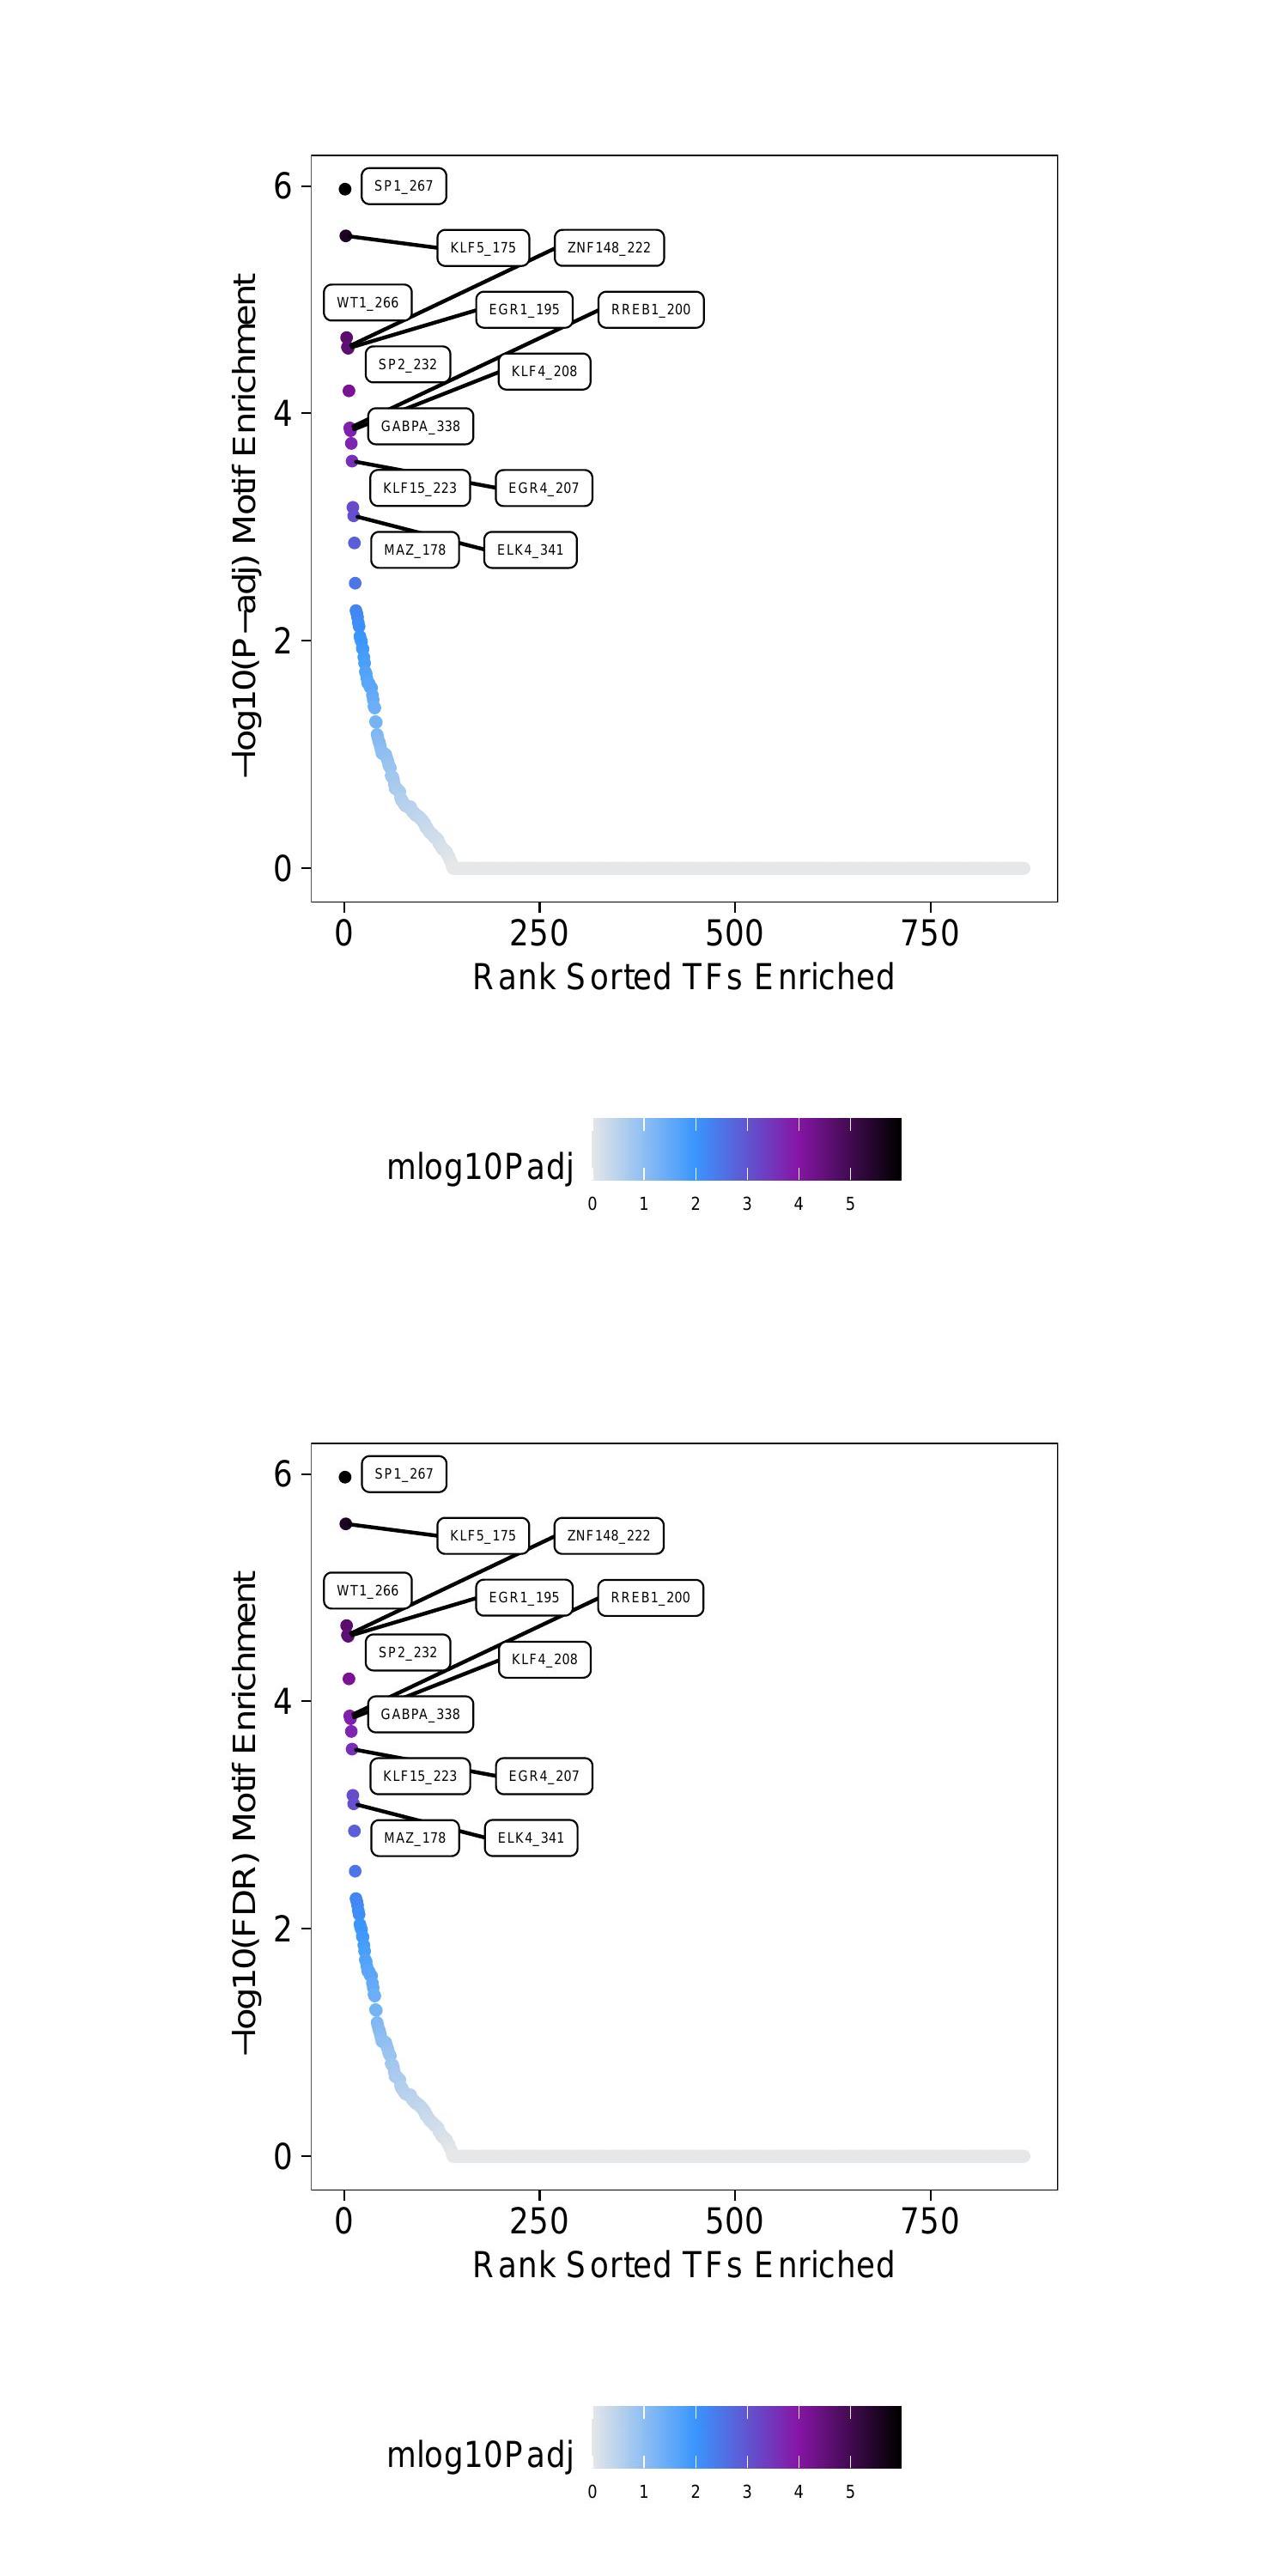 6
SP1_267
KLF5_175
ZNF148_222
WT1_266
EGR1_195
RREB1_200
SP2_232
KLF4_208
4
GABPA_338
KLF15_223
EGR4_207
MAZ_178
ELK4_341
2
0
−log10(P−adj) Motif Enrichment
0 250 500 750
Rank Sorted TFs Enriched
mlog10Padj
0 1 2 3 4 5
6
SP1_267
KLF5_175
ZNF148_222
WT1_266
EGR1_195
RREB1_200
SP2_232
KLF4_208
4
GABPA_338
KLF15_223
EGR4_207
MAZ_178
ELK4_341
2
0
−log10(FDR) Motif Enrichment
0 250 500 750
Rank Sorted TFs Enriched
mlog10Padj
0 1 2 3 4 5